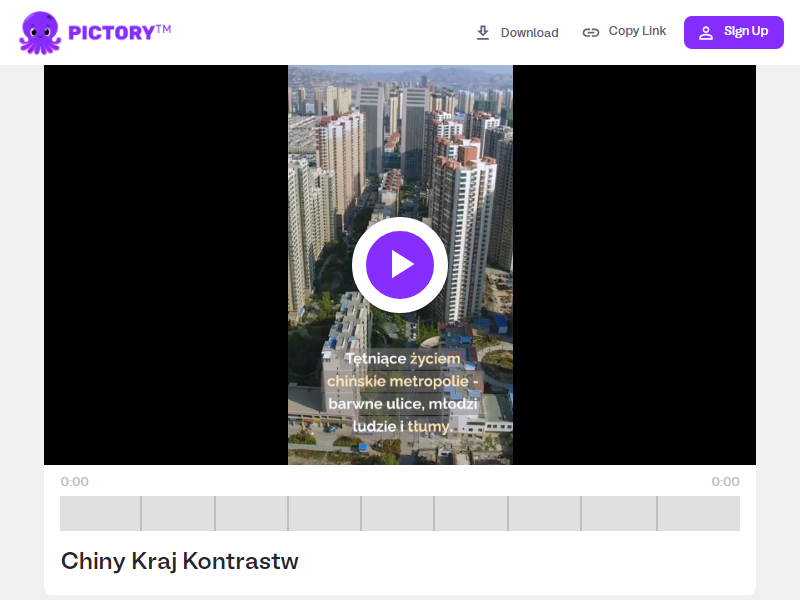 PICTORY™
Download
Copy Link
Sign Up
Tętniące życiem
chińskie metropolie -
barwne ulice, młodzi
ludzie i tłumy.
0:00
0:00
Chiny Kraj Kontrastw